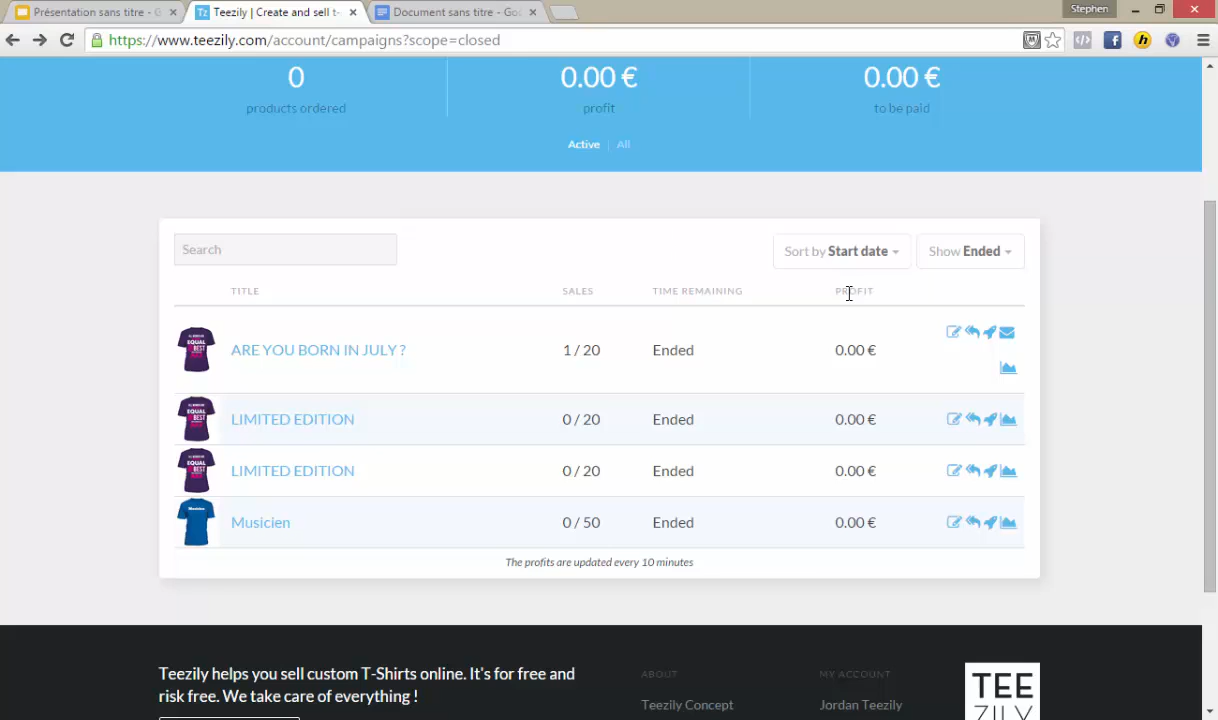 Présentation sans titre - G
Teezily | Create and sell t-
Document sans titre - Go
Stephen
https://www.teezily.com/account/campaigns?scope=closed
0
0.00 €
0.00 €
products ordered
profit
to be paid
Active | All
Search
Sort by Start date
Show Ended
TITLE
SALES
TIME REMAINING
PROFIT
ARE YOU BORN IN JULY ?
1 / 20
Ended
0.00 €
LIMITED EDITION
0 / 20
Ended
0.00 €
LIMITED EDITION
0 / 20
Ended
0.00 €
Musicien
0 / 50
Ended
0.00 €
The profits are updated every 10 minutes
Teezily helps you sell custom T-Shirts online. It's for free and
risk free. We take care of everything !
ABOUT
Teezily Concept
MY ACCOUNT
Jordan Teezily
TEE
ZILY